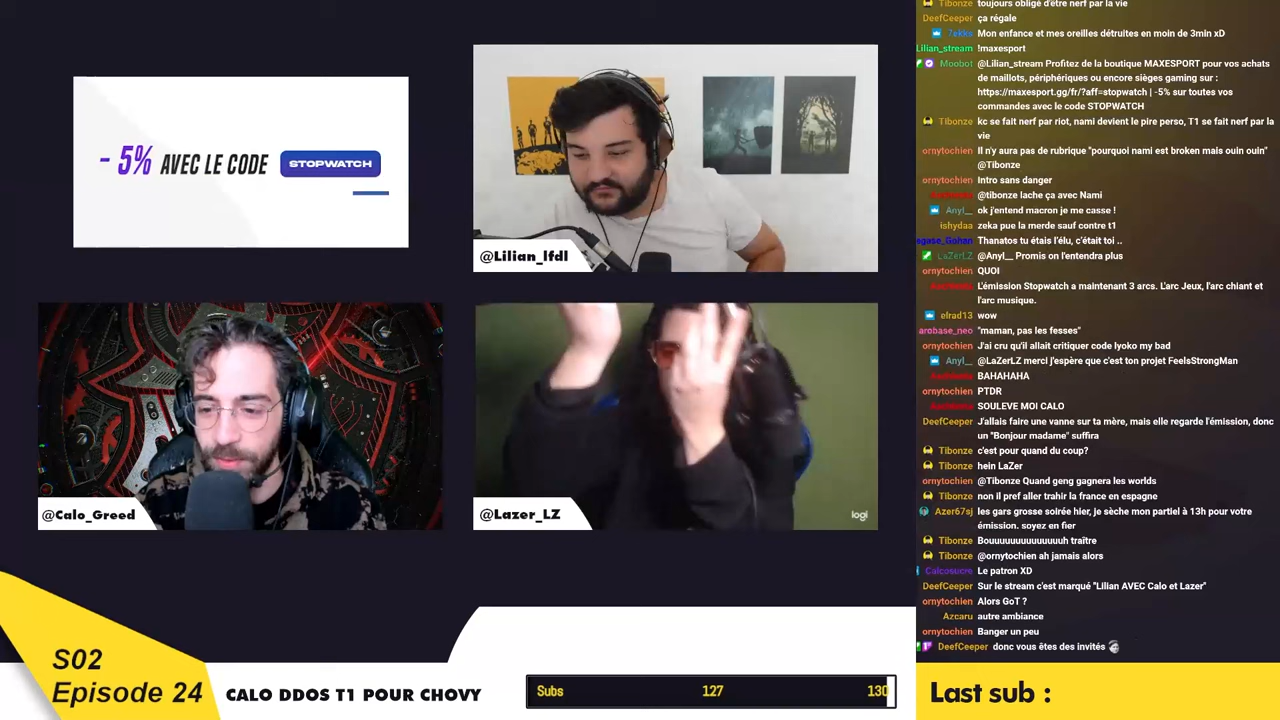 - 5% AVEC LE CODE STOPWATCH
@Lilian_lfdl
@Calo_Greed
@Lazer_LZ
logi
S02
Episode 24
CALO DDOS T1 POUR CHOVY
Subs 127 130
Last sub :
Tibonze toujours obligé d'être nerf par la vie
DeefCeeper ça régale
Mon enfance et mes oreilles détruites en moin de 3min xD
Lilian_stream !maxesport
Moobot @Lilian_stream Profitez de la boutique MAXESPORT pour vos achats
de maillots, périphériques ou encore sièges gaming sur :
https://maxesport.gg/fr/?aff=stopwatch | -5% sur toutes vos
commandes avec le code STOPWATCH
Tibonze kc se fait nerf par riot, nami devient le pire perso, T1 se fait nerf par la
vie
ornytochien Il n'y aura pas de rubrique "pourquoi nami est broken mais ouin ouin"
@Tibonze
ornytochien Intro sans danger
@tibonze lache ça avec Nami
Anyl__ ok j'entend macron je me casse !
ishydaa zeka pue la merde sauf contre t1
Thanatos tu étais l'élu, c'était toi ..
LaZerLZ @Anyl__ Promis on l'entendra plus
ornytochien QUOI
L'émission Stopwatch a maintenant 3 arcs. L'arc Jeux, l'arc chiant et
l'arc musique.
elrad13 wow
arobase_neo "maman, pas les fesses"
ornytochien J'ai cru qu'il allait critiquer code lyoko my bad
Anyl__ @LaZerLZ merci j'espère que c'est ton projet FeelsStrongMan
BAHAHAHA
ornytochien PTDR
SOULEVE MOI CALO
DeefCeeper J'allais faire une vanne sur ta mère, mais elle regarde l'émission, donc
un "Bonjour madame" suffira
Tibonze c'est pour quand du coup?
Tibonze hein LaZer
ornytochien @Tibonze Quand geng gagnera les worlds
Tibonze non il pref aller trahir la france en espagne
Azer67sj les gars grosse soirée hier, je sèche mon partiel à 13h pour votre
émission. soyez en fier
Tibonze Bouuuuuuuuuuuuuh traître
Tibonze @ornytochien ah jamais alors
Calcosucre Le patron XD
DeefCeeper Sur le stream c'est marqué "Lilian AVEC Calo et Lazer"
ornytochien Alors GoT ?
Azcaru autre ambiance
ornytochien Banger un peu
DeefCeeper donc vous êtes des invités